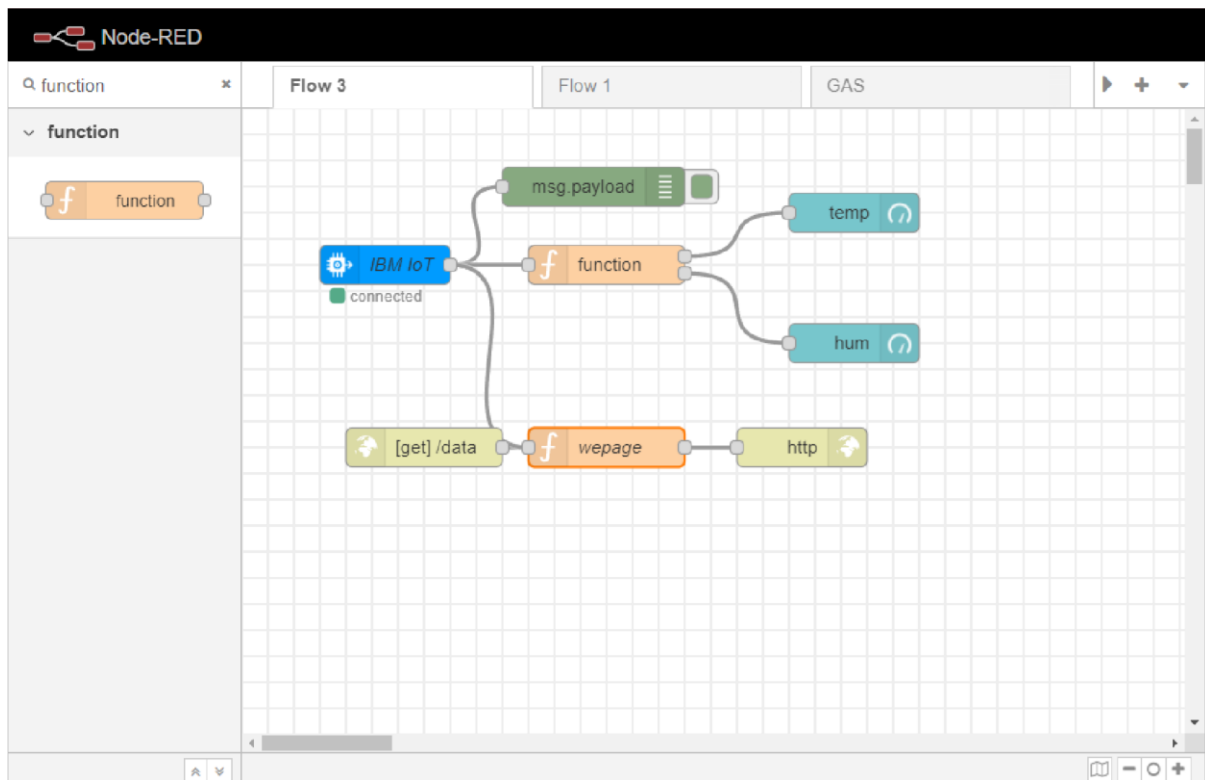 Node-RED
function
Flow 3
Flow 1
GAS
function
function
msg.payload
temp
IBM IoT
function
connected
hum
[get] /data
wepage
http